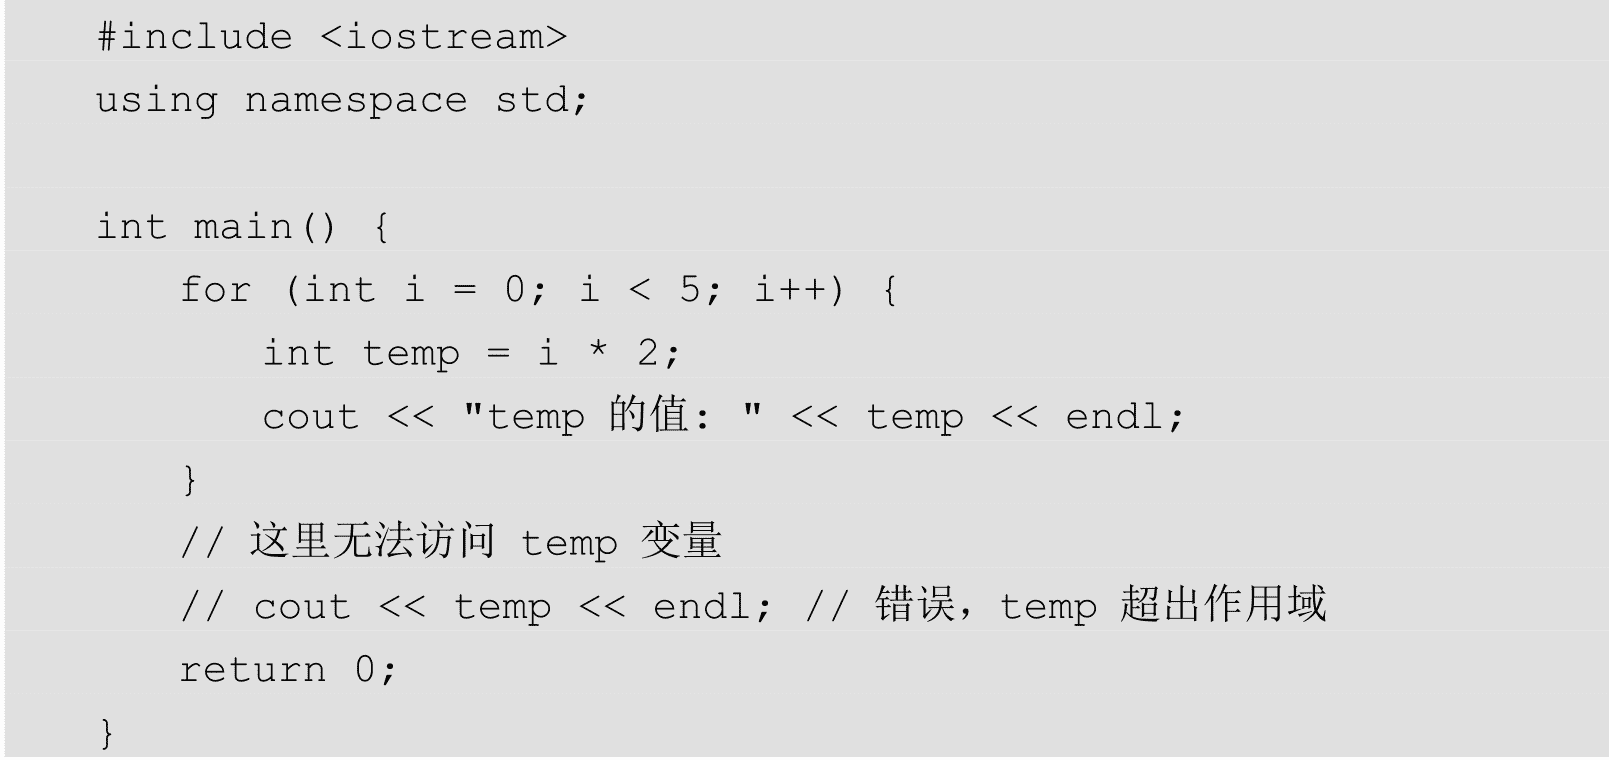 #include <iostream>
using namespace std;

int main() {
    for (int i = 0; i < 5; i++) {
        int temp = i * 2;
        cout << "temp 的值: " << temp << endl;
    }
    // 这里无法访问 temp 变量
    // cout << temp << endl; // 错误，temp 超出作用域
    return 0;
}